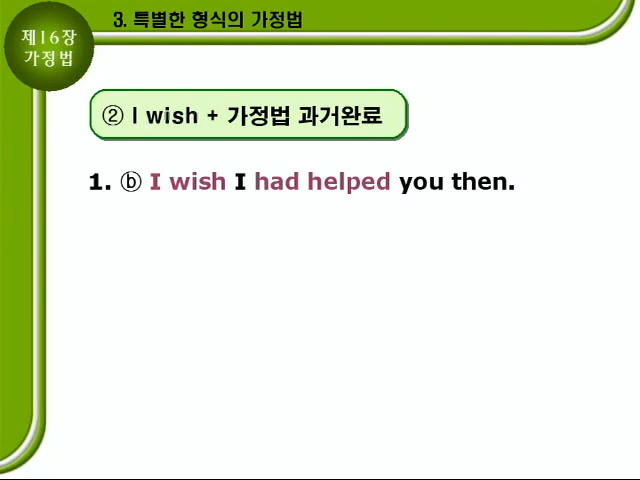 3. 특별한 형식의 가정법
제16장
가정법
② I wish + 가정법 과거완료
1. ⓑ I wish I had helped you then.